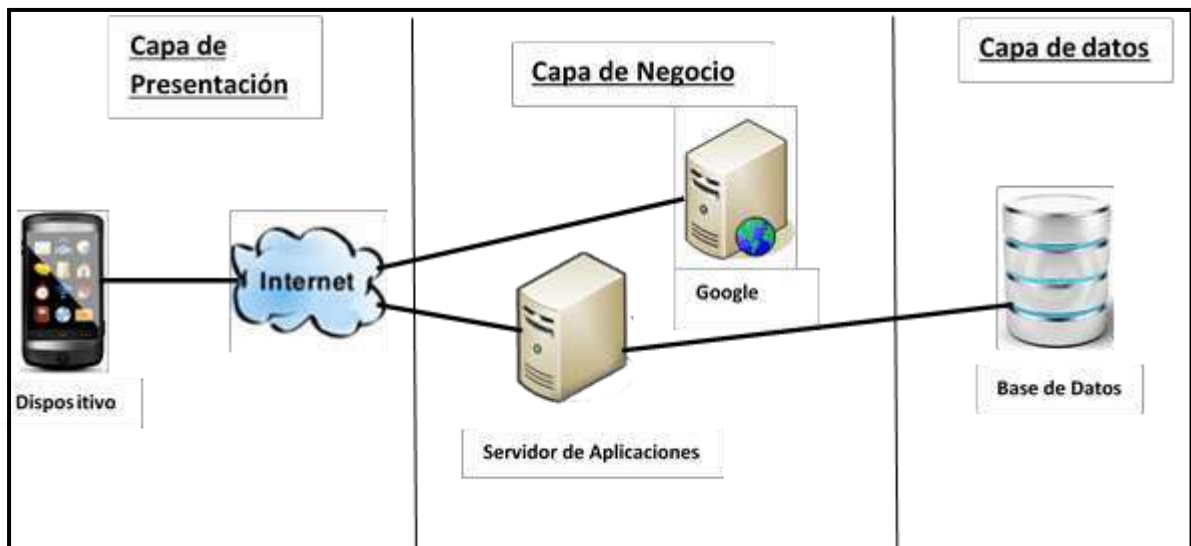 Capa de
Presentación
Capa de Negocio
Capa de datos
Internet
Google
Dispositivo
Base de Datos
Servidor de Aplicaciones